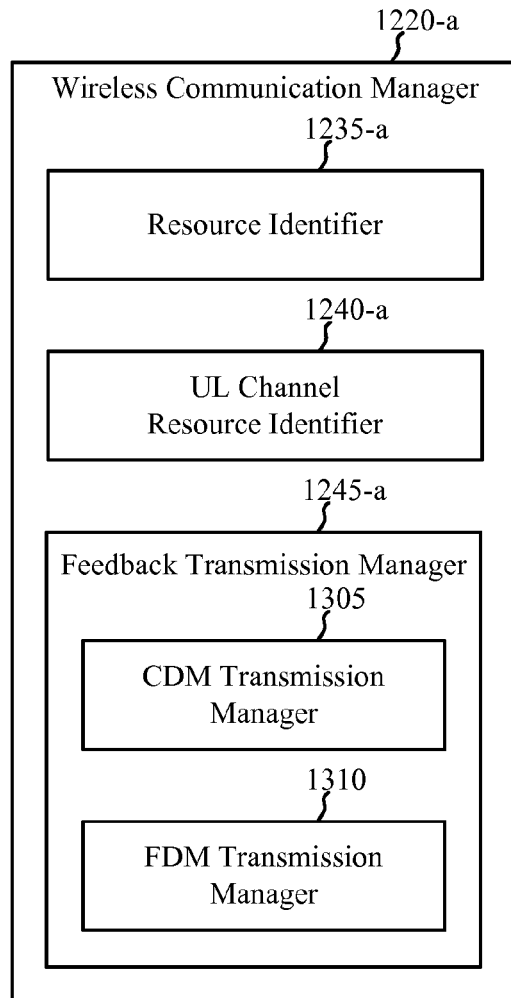 1220-a
Wireless Communication Manager
1235-a
Resource Identifier
1240-a
UL Channel
Resource Identifier
1245-a
Feedback Transmission Manager
1305
CDM Transmission
Manager
1310
FDM Transmission
Manager